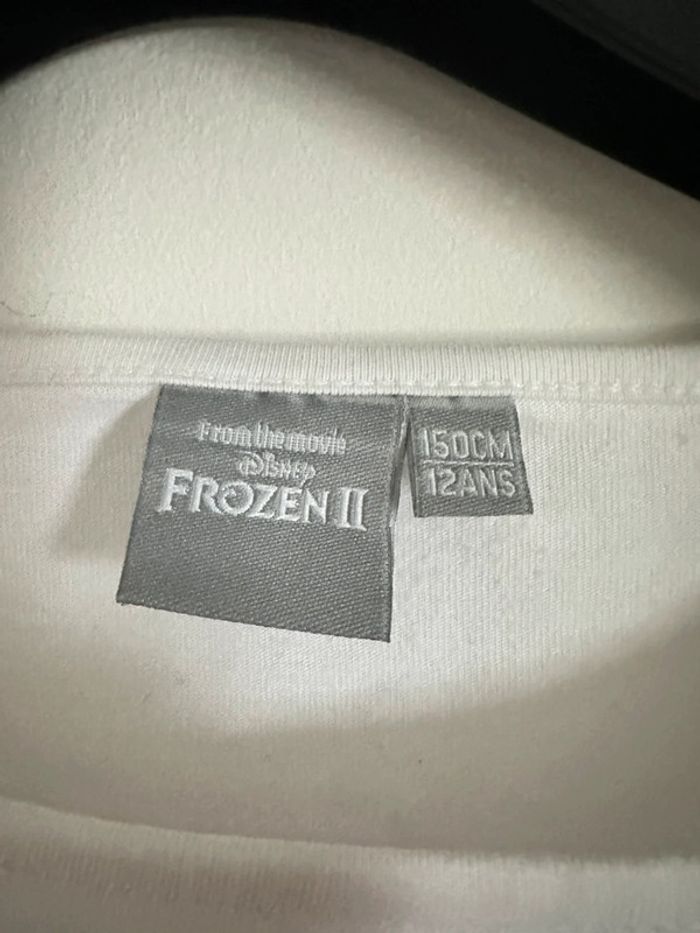 From the movie
Disney
FROZEN II
150CM
12ANS